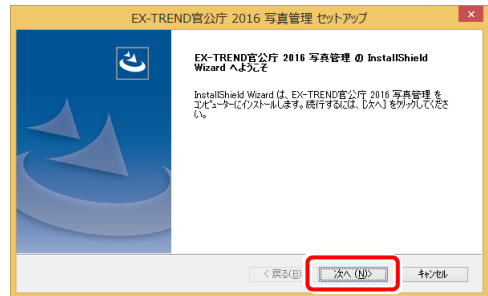 EX-TREND官公庁 2016 写真管理 セットアップ
EX-TREND官公庁 2016 写真管理 の InstallShield
Wizard へようこそ
InstallShield Wizard は、EX-TREND官公庁 2016 写真管理 を
コンピューターにインストールします。続行するには、[次へ] をクリックしてくださ
い。
< 戻る(B)
次へ (N)>
キャンセル